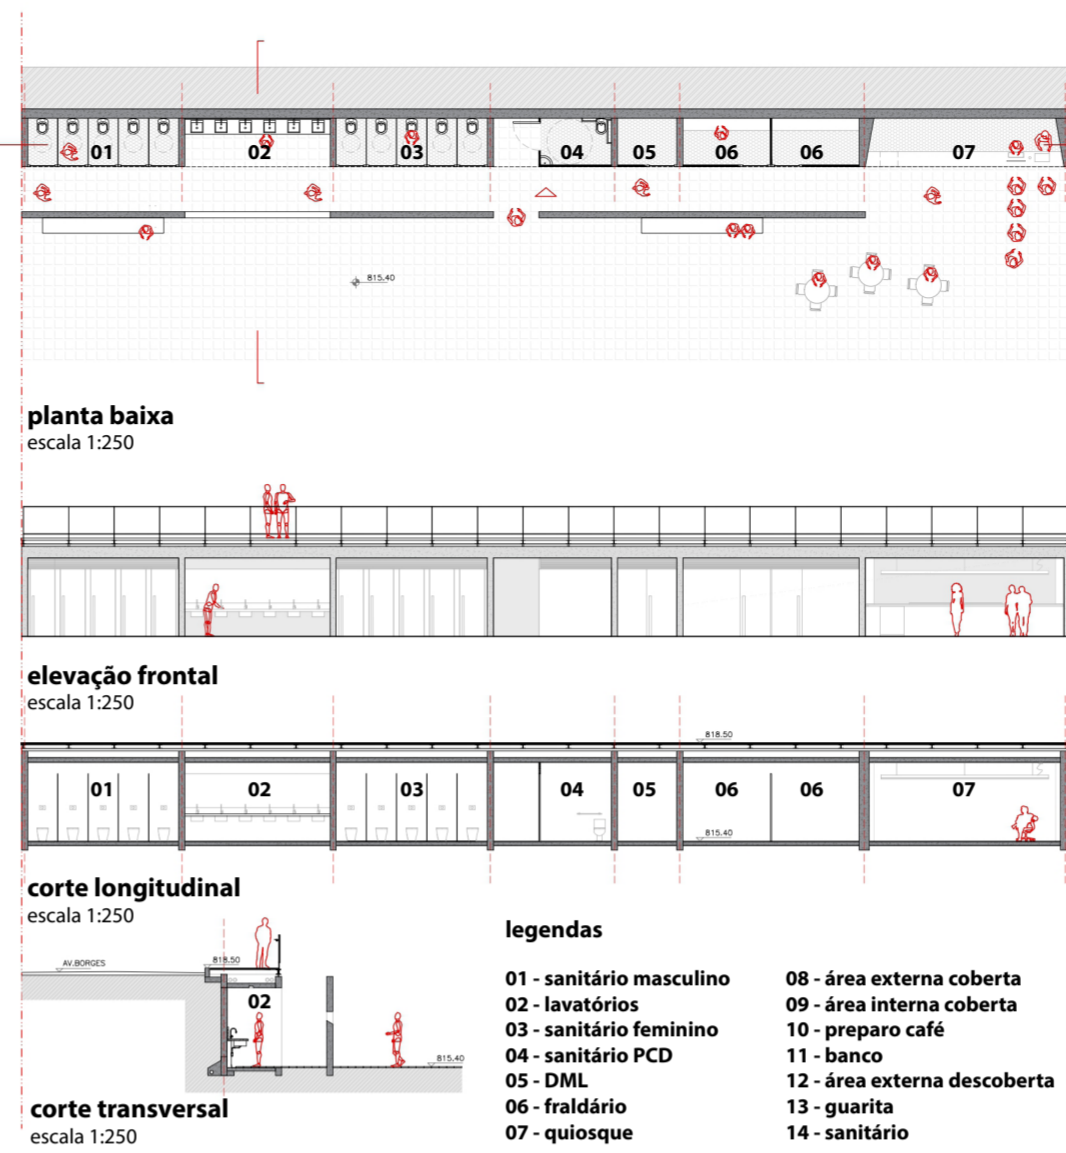 01
02
03
04
05
06
06
07
815.40
planta baixa
escala 1:250
elevação frontal
escala 1:250
818.50
01
02
03
04
05
06
06
07
815.40
corte longitudinal
escala 1:250
AV.BORGES
818.50
02
815.40
corte transversal
escala 1:250
legendas
01 - sanitário masculino
02 - lavatórios
03 - sanitário feminino
04 - sanitário PCD
05 - DML
06 - fraldário
07 - quiosque
08 - área externa coberta
09 - área interna coberta
10 - preparo café
11 - banco
12 - área externa descoberta
13 - guarita
14 - sanitário